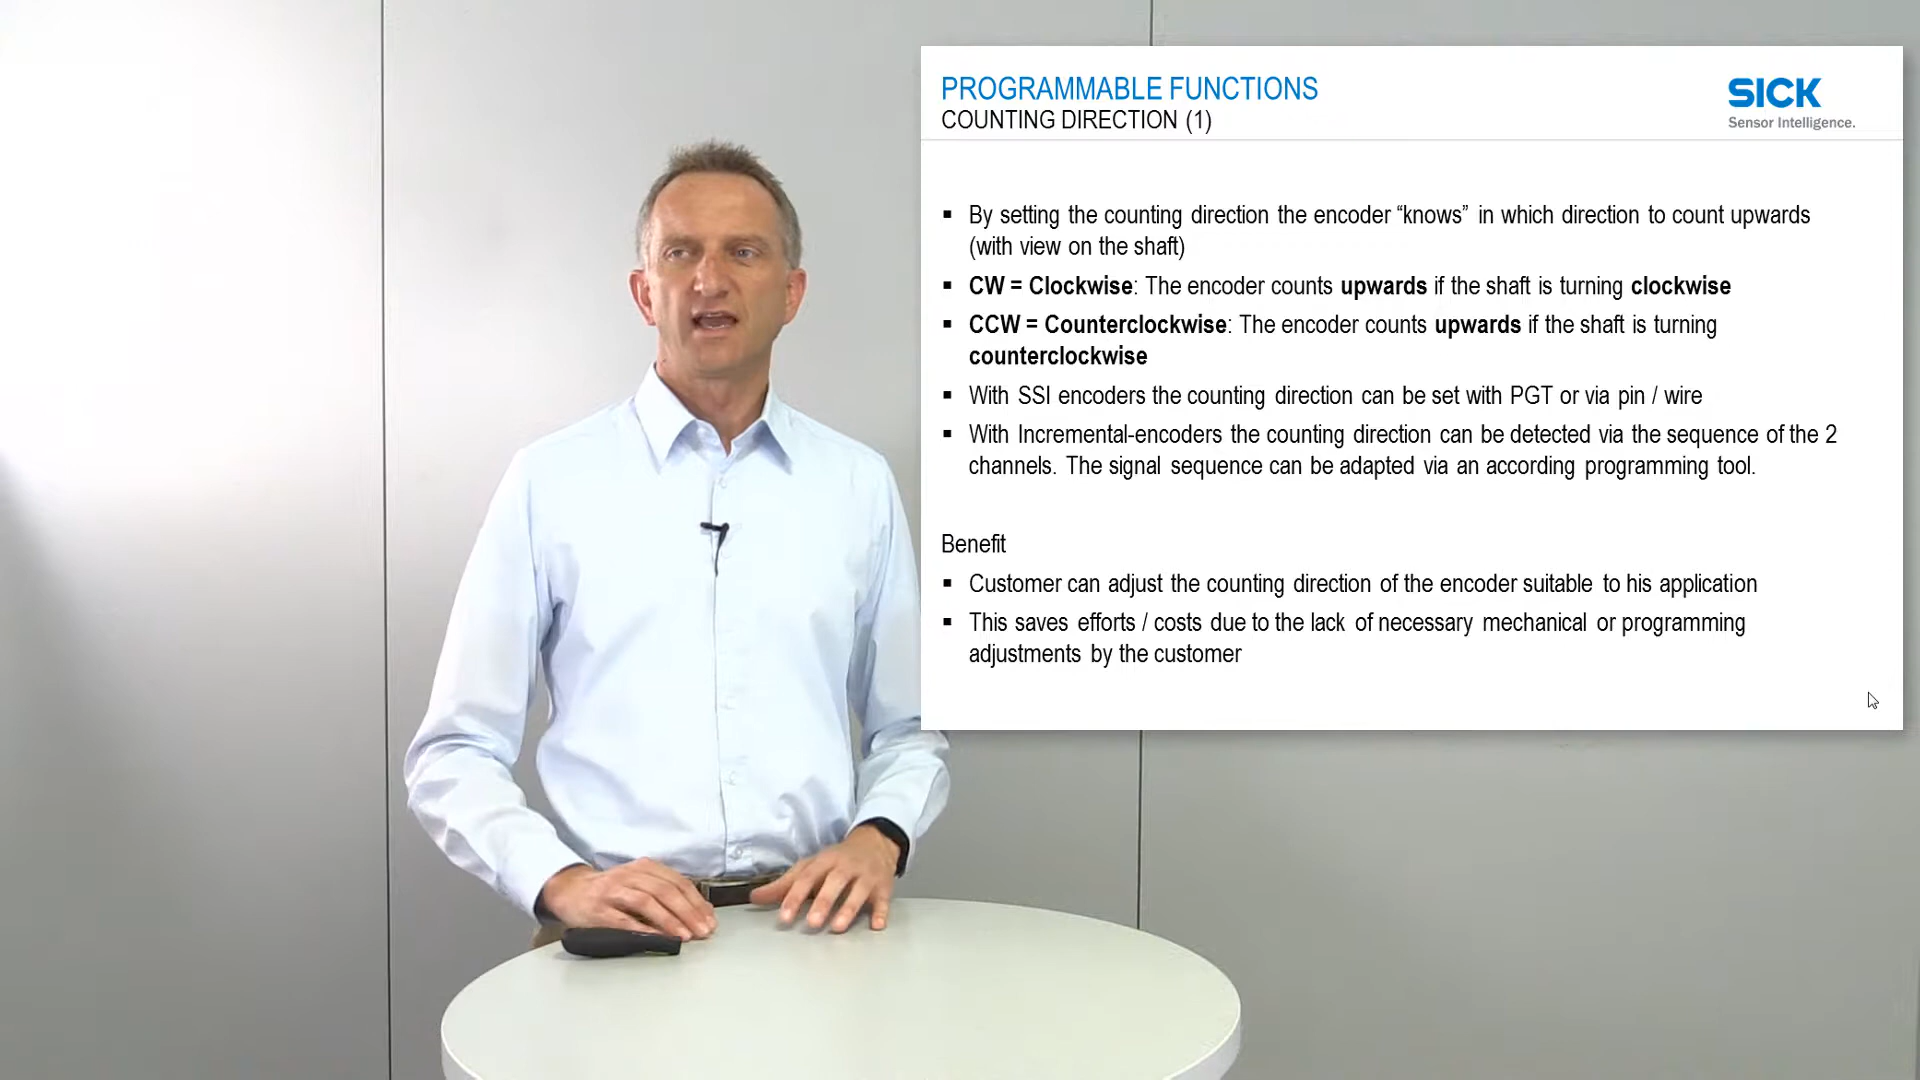 PROGRAMMABLE FUNCTIONS
COUNTING DIRECTION (1)
SICK
Sensor Intelligence.
▪ By setting the counting direction the encoder “knows” in which direction to count upwards
(with view on the shaft)
▪ CW = Clockwise: The encoder counts upwards if the shaft is turning clockwise
▪ CCW = Counterclockwise: The encoder counts upwards if the shaft is turning
counterclockwise
▪ With SSI encoders the counting direction can be set with PGT or via pin / wire
▪ With Incremental-encoders the counting direction can be detected via the sequence of the 2
channels. The signal sequence can be adapted via an according programming tool.
Benefit
▪ Customer can adjust the counting direction of the encoder suitable to his application
▪ This saves efforts / costs due to the lack of necessary mechanical or programming
adjustments by the customer